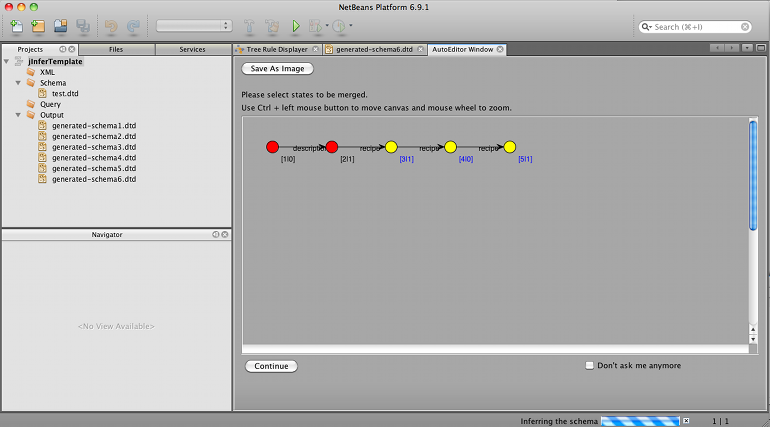 NetBeans Platform 6.9.1
Search (⌘+I)
Projects Files Services
Tree Rule Displayer generated-schema6.dtd AutoEditor Window
jInferTemplate
XML
Schema
test.dtd
Query
Output
generated-schema1.dtd
generated-schema2.dtd
generated-schema3.dtd
generated-schema4.dtd
generated-schema5.dtd
generated-schema6.dtd
Navigator
<No View Available>
Save As Image
Please select states to be merged.
Use Ctrl + left mouse button to move canvas and mouse wheel to zoom.
recipe recipe recipe
[1|0] [2|1] [3|1] [4|0] [5|1]
Continue
Don't ask me anymore
Inferring the schema 1 | 1